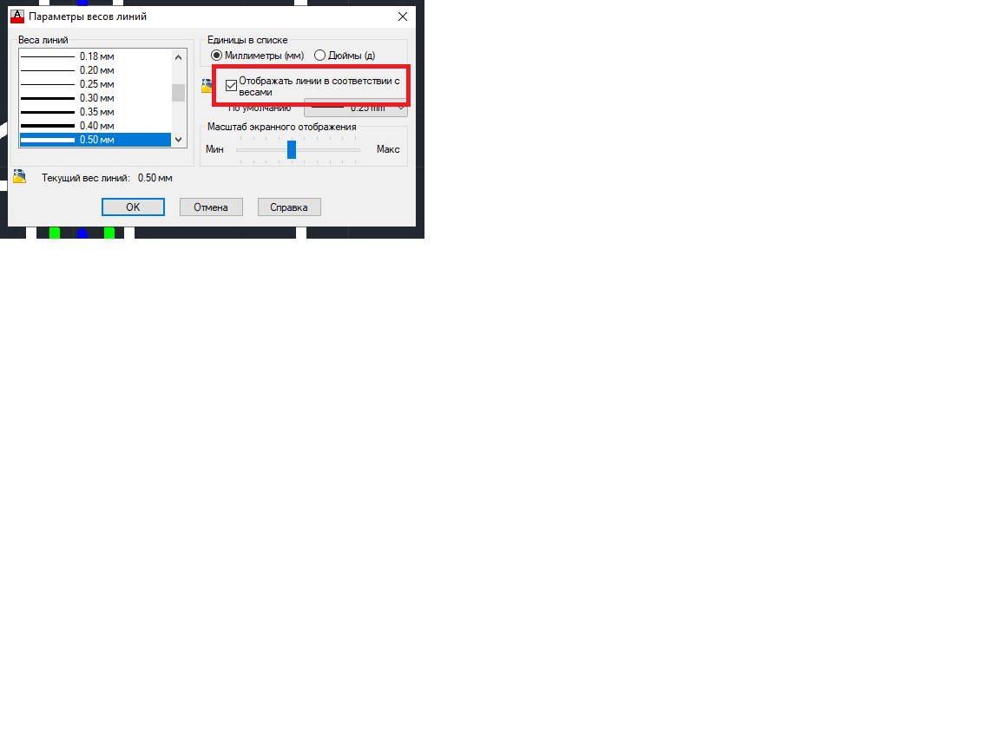 Параметры весов линий
Веса линий
0.18 мм
0.20 мм
0.25 мм
0.30 мм
0.35 мм
0.40 мм
0.50 мм
Единицы в списке
Миллиметры (мм)
Дюймы (д)
Отображать линии в соответствии с
весами
По умолчанию
0.25 mm
Масштаб экранного отображения
Мин
Макс
Текущий вес линий: 0.50 мм
OK
Отмена
Справка